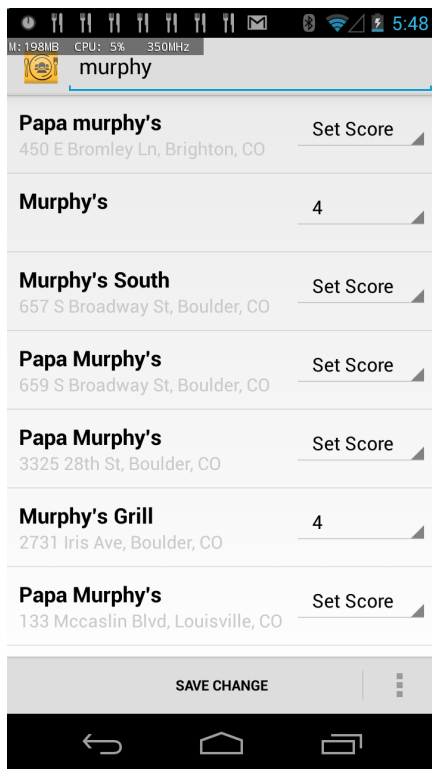 5:48
M:198MB CPU: 5% 350MHz
murphy
Papa murphy's
Set Score
450 E Bromley Ln, Brighton, CO
Murphy's
4
Murphy's South
Set Score
657 S Broadway St, Boulder, CO
Papa Murphy's
Set Score
659 S Broadway St, Boulder, CO
Papa Murphy's
Set Score
3325 28th St, Boulder, CO
Murphy's Grill
4
2731 Iris Ave, Boulder, CO
Papa Murphy's
Set Score
133 Mccaslin Blvd, Louisville, CO
SAVE CHANGE